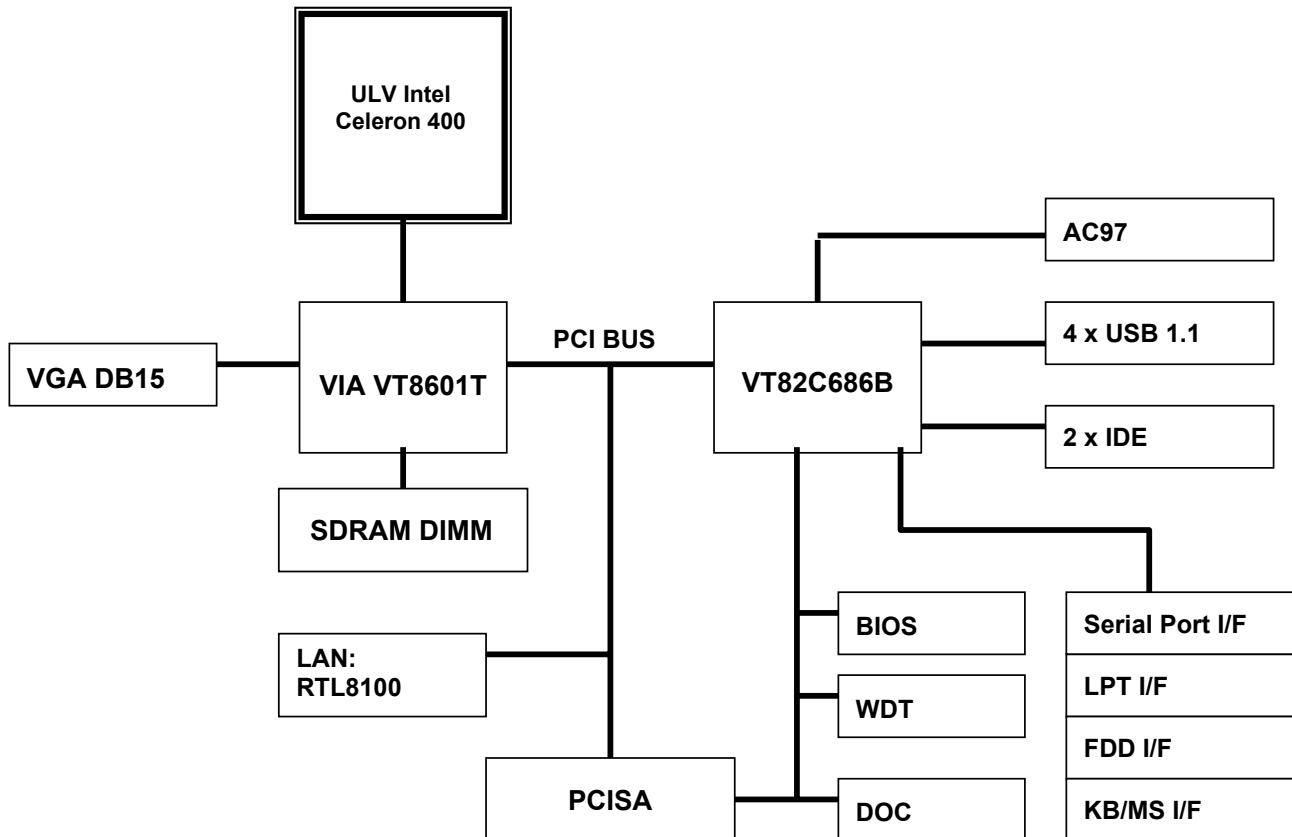 ULV Intel
Celeron 400
AC97
PCI BUS
4 x USB 1.1
VGA DB15
VIA VT8601T
VT82C686B
2 x IDE
SDRAM DIMM
BIOS
Serial Port I/F
LAN:
RTL8100
LPT I/F
WDT
FDD I/F
PCISA
DOC
KB/MS I/F